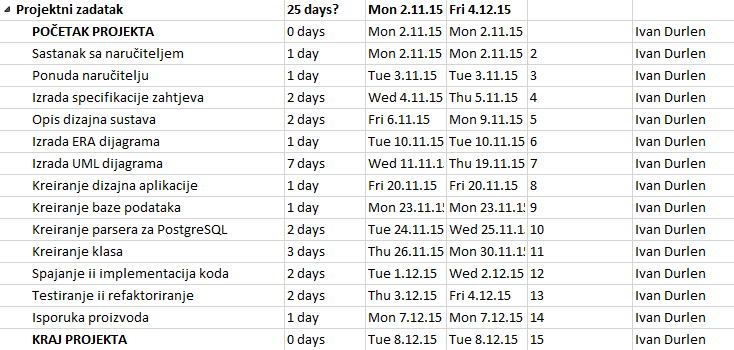 Projektni zadatak 25 days? Mon 2.11.15 Fri 4.12.15
POČETAK PROJEKTA 0 days Mon 2.11.15 Mon 2.11.15 Ivan Durlen
Sastanak sa naručiteljem 1 day Mon 2.11.15 Mon 2.11.15 2 Ivan Durlen
Ponuda naručitelju 1 day Tue 3.11.15 Tue 3.11.15 3 Ivan Durlen
Izrada specifikacije zahtjeva 2 days Wed 4.11.15 Thu 5.11.15 4 Ivan Durlen
Opis dizajna sustava 2 days Fri 6.11.15 Mon 9.11.15 5 Ivan Durlen
Izrada ERA dijagrama 1 day Tue 10.11.15 Tue 10.11.15 6 Ivan Durlen
Izrada UML dijagrama 7 days Wed 11.11.1 Thu 19.11.15 7 Ivan Durlen
Kreiranje dizajna aplikacije 1 day Fri 20.11.15 Fri 20.11.15 8 Ivan Durlen
Kreiranje baze podataka 1 day Mon 23.11.1 Mon 23.11.1 9 Ivan Durlen
Kreiranje parsera za PostgreSQL 2 days Tue 24.11.15 Wed 25.11.1 10 Ivan Durlen
Kreiranje klasa 3 days Thu 26.11.15 Mon 30.11.1 11 Ivan Durlen
Spajanje ii implementacija koda 2 days Tue 1.12.15 Wed 2.12.15 12 Ivan Durlen
Testiranje ii refaktoriranje 2 days Thu 3.12.15 Fri 4.12.15 13 Ivan Durlen
Isporuka proizvoda 1 day Mon 7.12.15 Mon 7.12.15 14 Ivan Durlen
KRAJ PROJEKTA 0 days Tue 8.12.15 Tue 8.12.15 15 Ivan Durlen